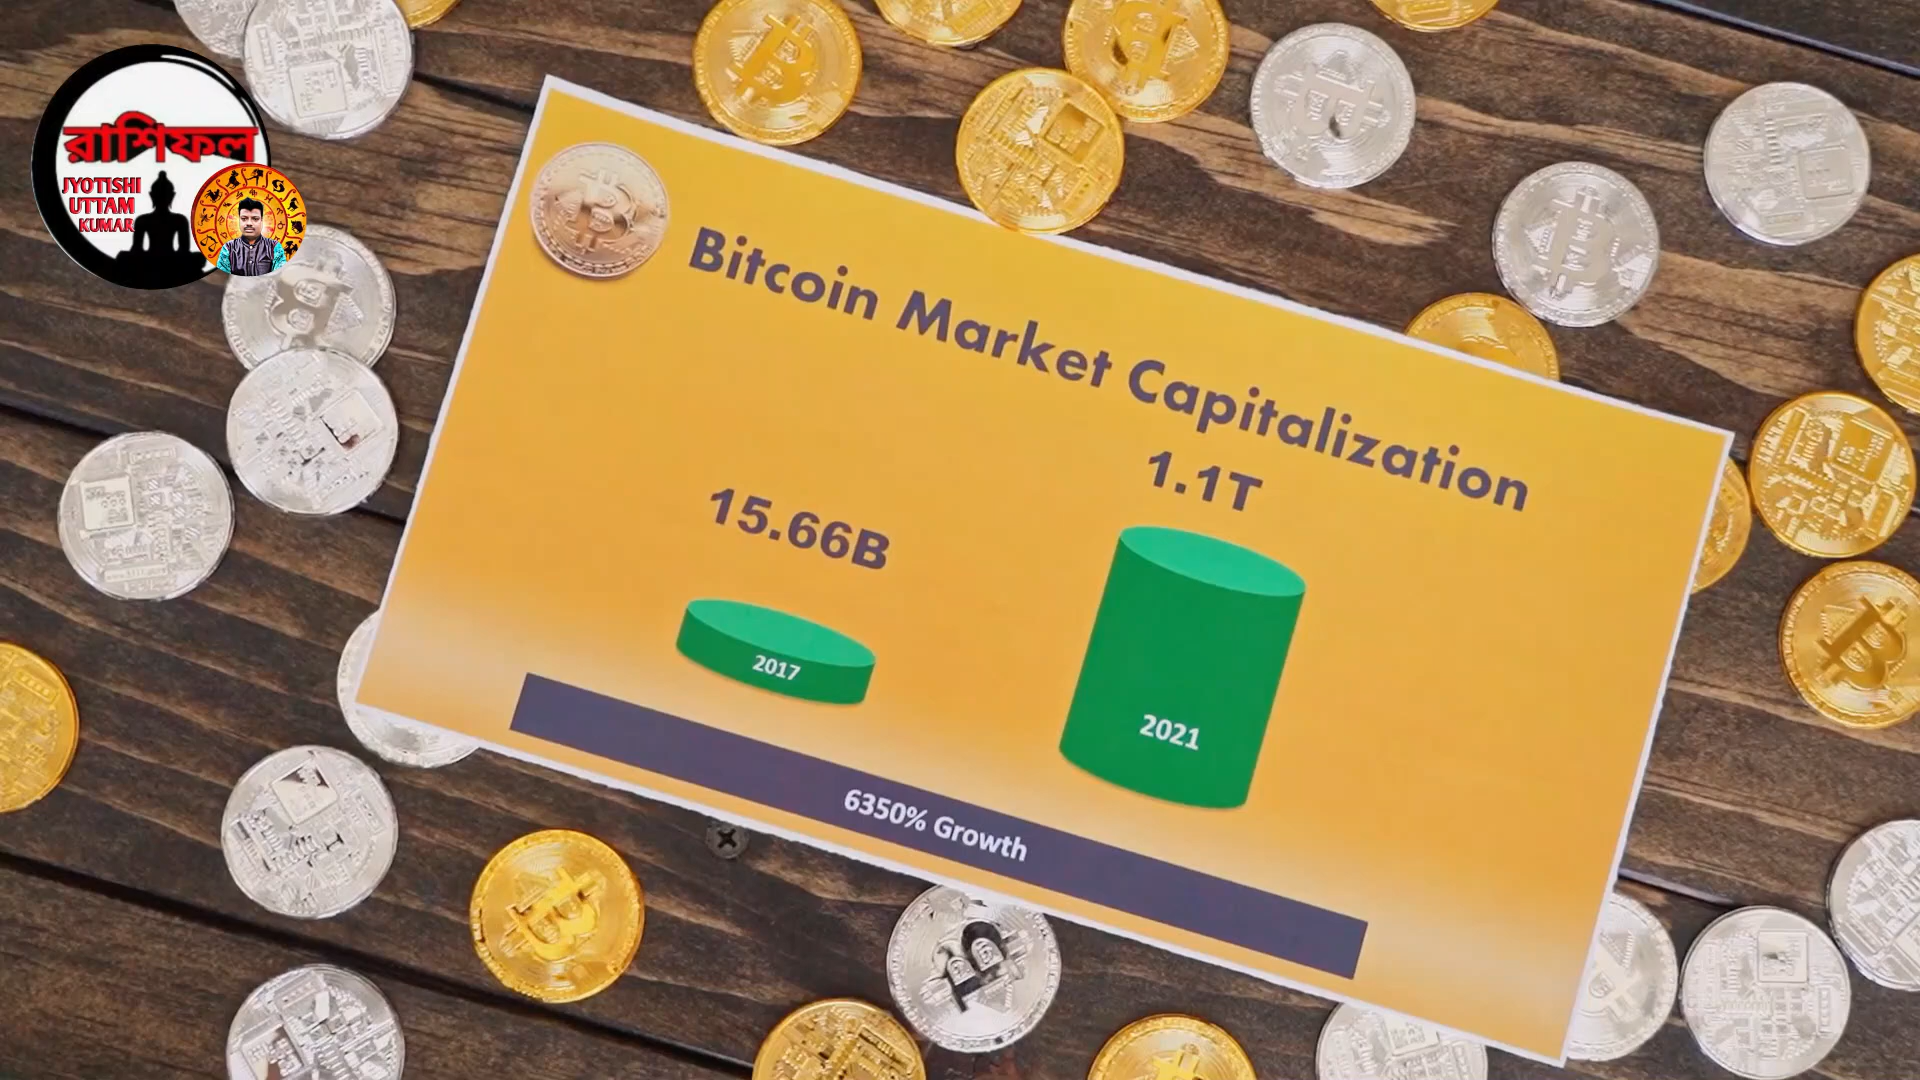 রাশিফল
JYOTISHI
UTTAM
KUMAR
Bitcoin Market Capitalization
15.66B
1.1T
2017
2021
6350% Growth